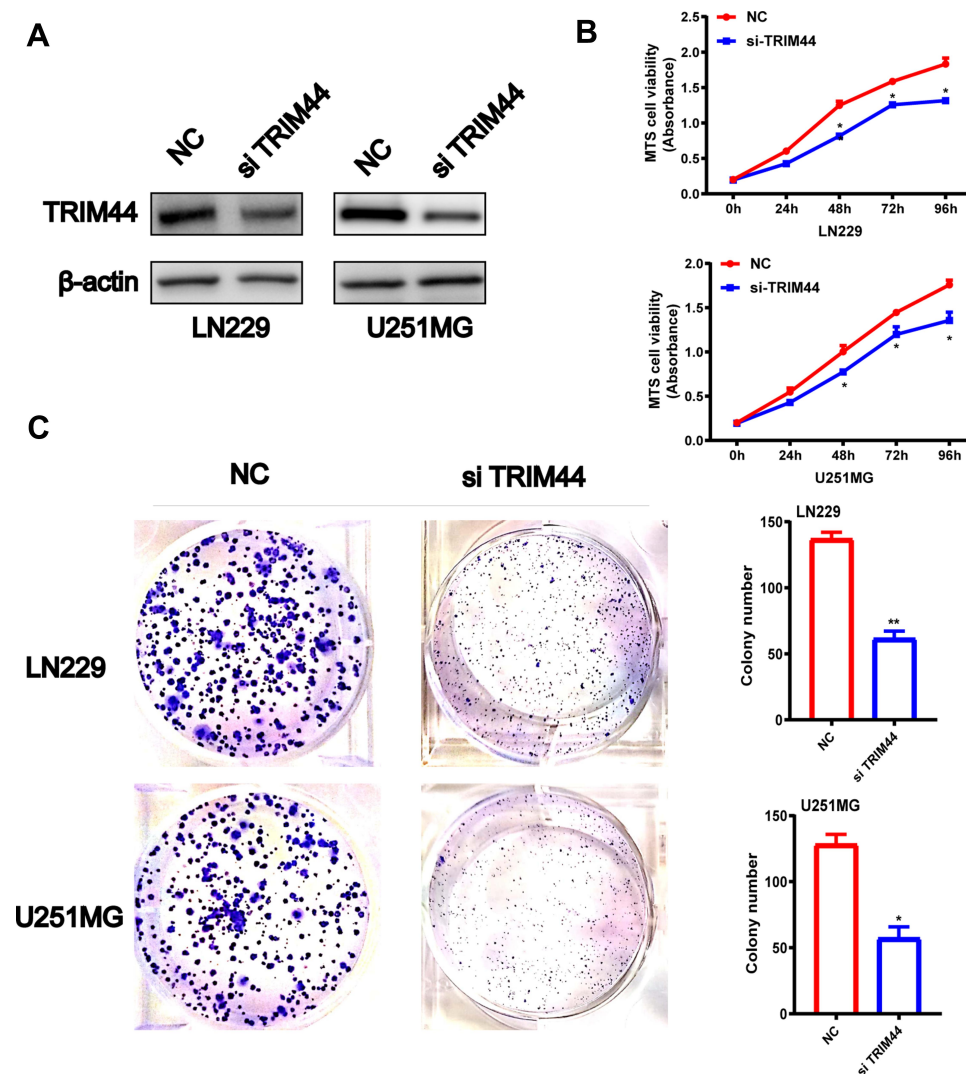 A
NC
si TRIM44
NC
si TRIM44
TRIM44
β-actin
LN229
U251MG
B
NC
si-TRIM44
MTS cell viability
(Absorbance)
2.5
2.0
1.5
1.0
0.5
0.0
0h 24h 48h 72h 96h
* * *
LN229
NC
si-TRIM44
MTS cell viability
(Absorbance)
2.0
1.5
1.0
0.5
0.0
0h 24h 48h 72h 96h
* * *
U251MG
C
NC
si TRIM44
LN229
U251MG
LN229
Colony number
150
100
50
0
**
NC
si TRIM44
U251MG
Colony number
150
100
50
0
*
NC
si TRIM44